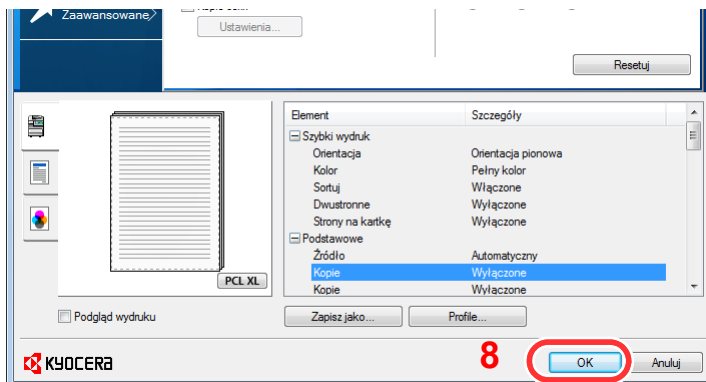 Zaawansowane
Ustawienia...
Resetuj
Element Szczegóły
Szybki wydruk
Orientacja Orientacja pionowa
Kolor Pełny kolor
Sortuj Włączone
Dwustronne Wyłączone
Strony na kartkę Wyłączone
Podstawowe
Źródło Automatyczny
Kopie Wyłączone
Kopie Wyłączone
PCL XL
Podgląd wydruku Zapisz jako... Profile...
KYOCERA 8 OK Anuluj